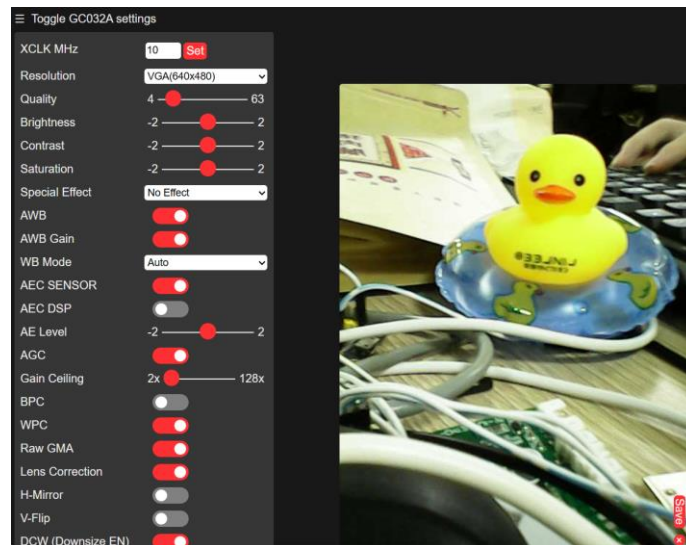 ☰ Toggle GC032A settings
XCLK MHz 10 Set
Resolution VGA(640x480)
Quality 4 63
Brightness -2 2
Contrast -2 2
Saturation -2 2
Special Effect No Effect
AWB
AWB Gain
WB Mode Auto
AEC SENSOR
AEC DSP
AE Level -2 2
AGC
Gain Ceiling 2x 128x
BPC
WPC
Raw GMA
Lens Correction
H-Mirror
V-Flip
DCW (Downsize EN)
Save
×